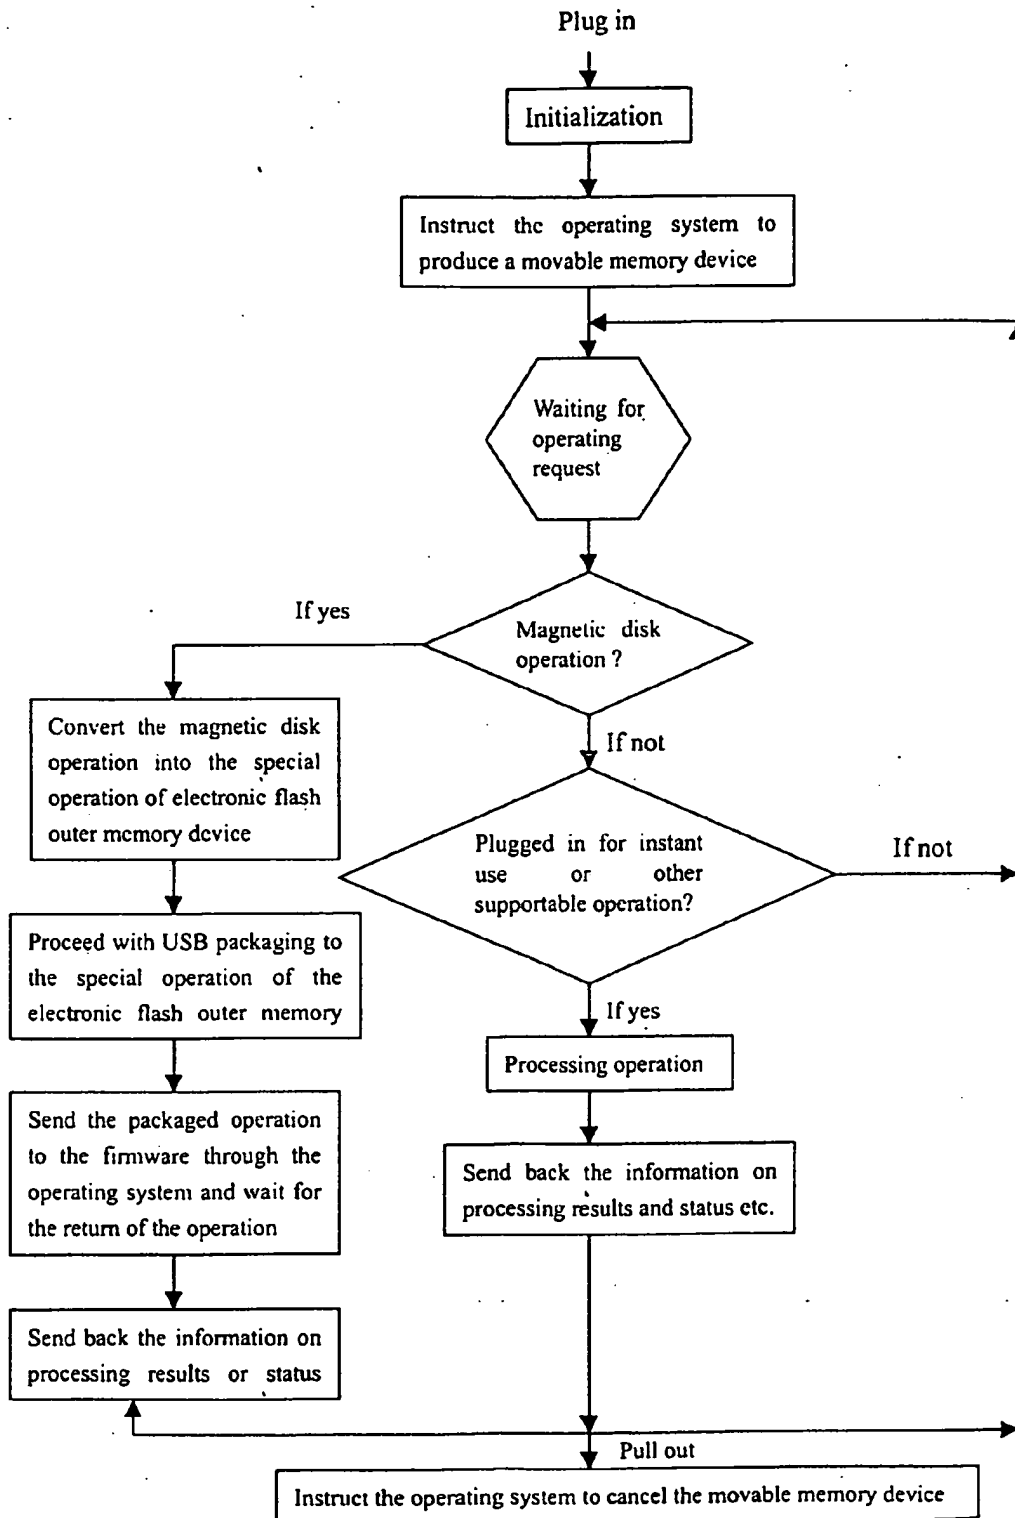 Plug in
Initialization
Instruct the operating system to
produce a movable memory device
Waiting for
operating
request
If yes
Magnetic disk
operation ?
Convert the magnetic disk
operation into the special
operation of electronic flash
outer memory device
If not
Plugged in for instant
use or other
supportable operation?
If not
Proceed with USB packaging to
the special operation of the
electronic flash outer memory
If yes
Processing operation
Send the packaged operation
to the firmware through the
operating system and wait for
the return of the operation
Send back the information on
processing results and status etc.
Send back the information on
processing results or status
Pull out
Instruct the operating system to cancel the movable memory device